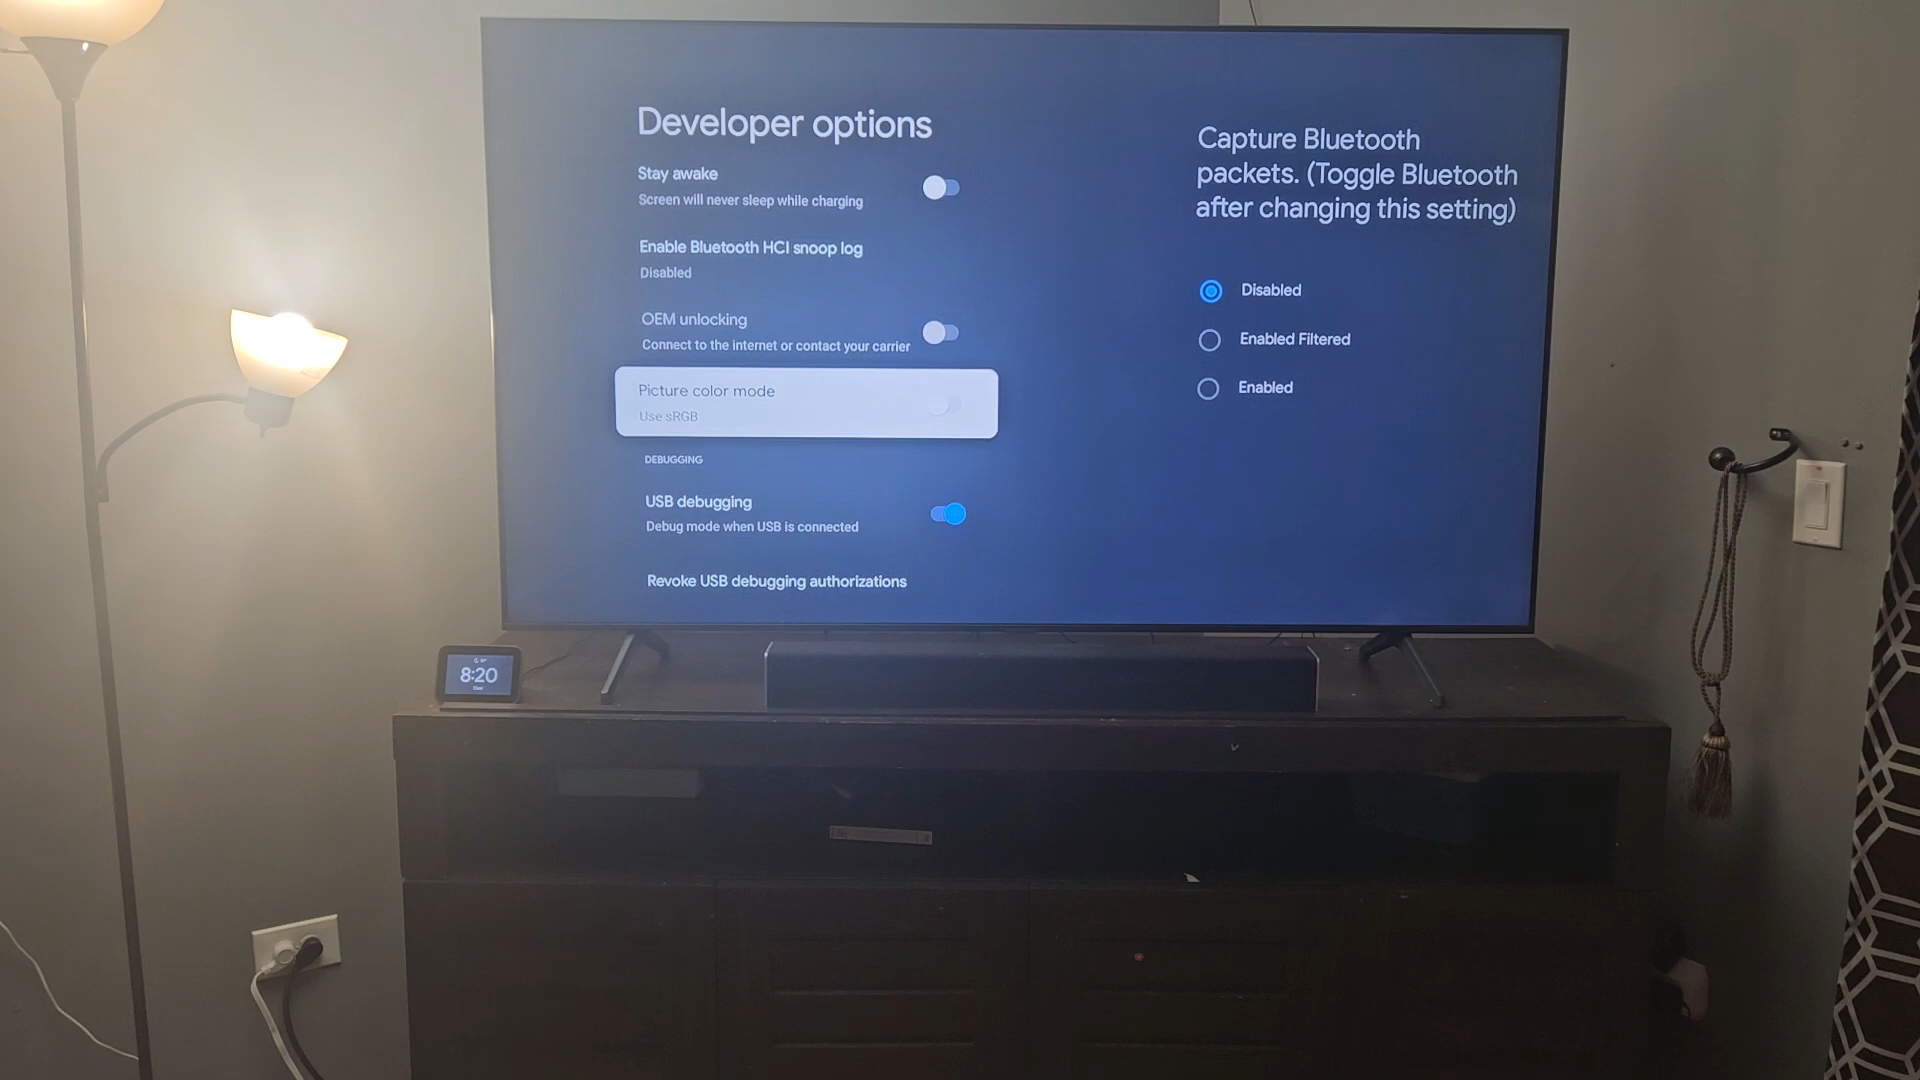 Developer options
Stay awake
Screen will never sleep while charging
Enable Bluetooth HCI snoop log
Disabled
OEM unlocking
Connect to the internet or contact your carrier
Picture color mode
Use sRGB
DEBUGGING
USB debugging
Debug mode when USB is connected
Revoke USB debugging authorizations
Capture Bluetooth
packets. (Toggle Bluetooth
after changing this setting)
Disabled
Enabled Filtered
Enabled
8:20